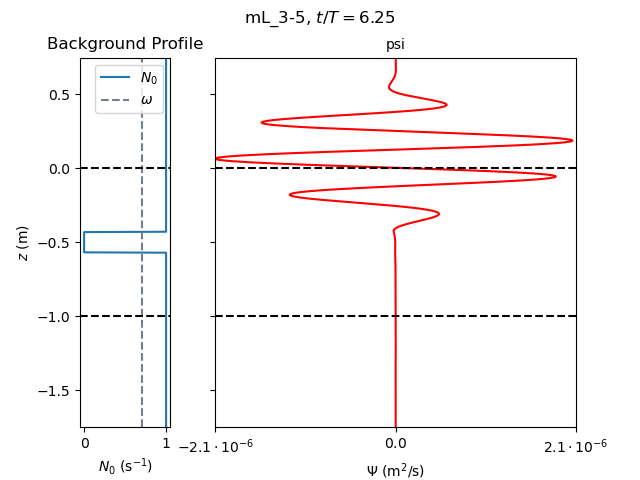 mL_3-5, t/T = 6.25
Background Profile
psi
N₀
ω
0.5
0.0
−0.5
−1.0
−1.5
z (m)
0
1
N₀ (s⁻¹)
−2.1 · 10⁻⁶
0.0
2.1 · 10⁻⁶
Ψ (m²/s)